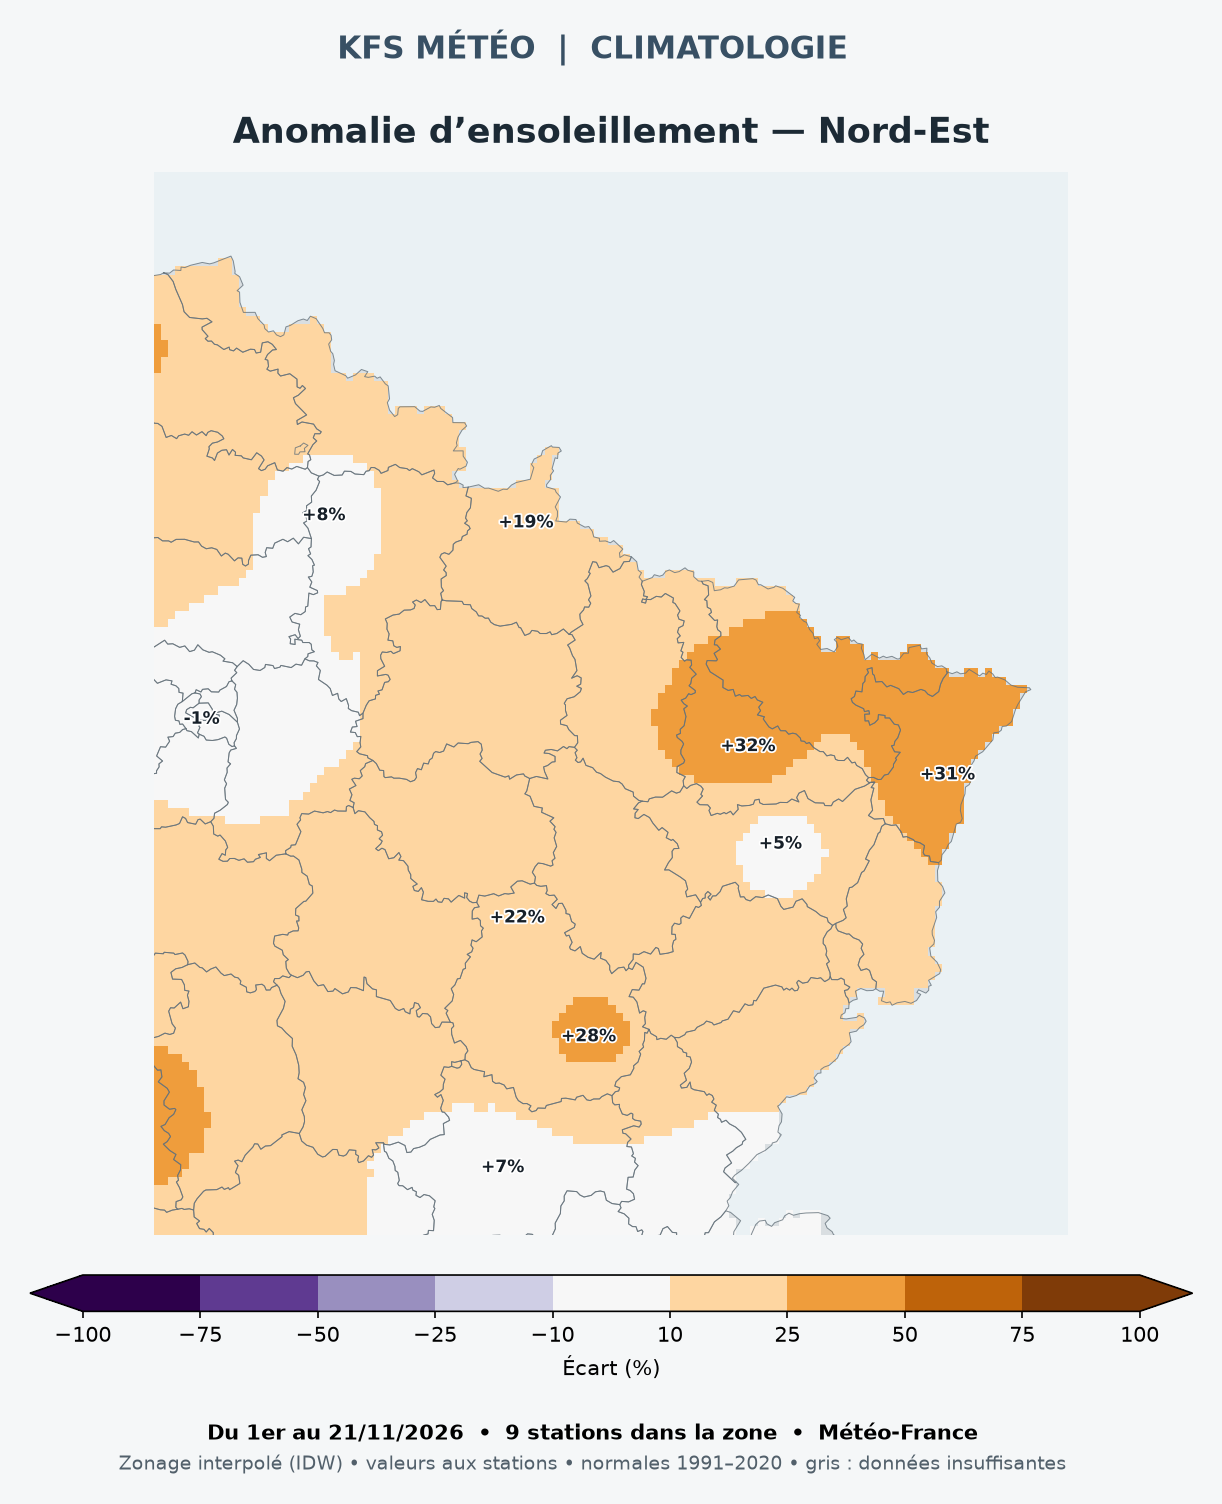 KFS MÉTÉO | CLIMATOLOGIE
Anomalie d’ensoleillement — Nord-Est
+8%
+19%
-1%
+32%
+31%
+5%
+22%
+28%
+7%
−100 −75 −50 −25 −10 10 25 50 75 100
Écart (%)
Du 1er au 21/11/2026 • 9 stations dans la zone • Météo-France
Zonage interpolé (IDW) • valeurs aux stations • normales 1991–2020 • gris : données insuffisantes